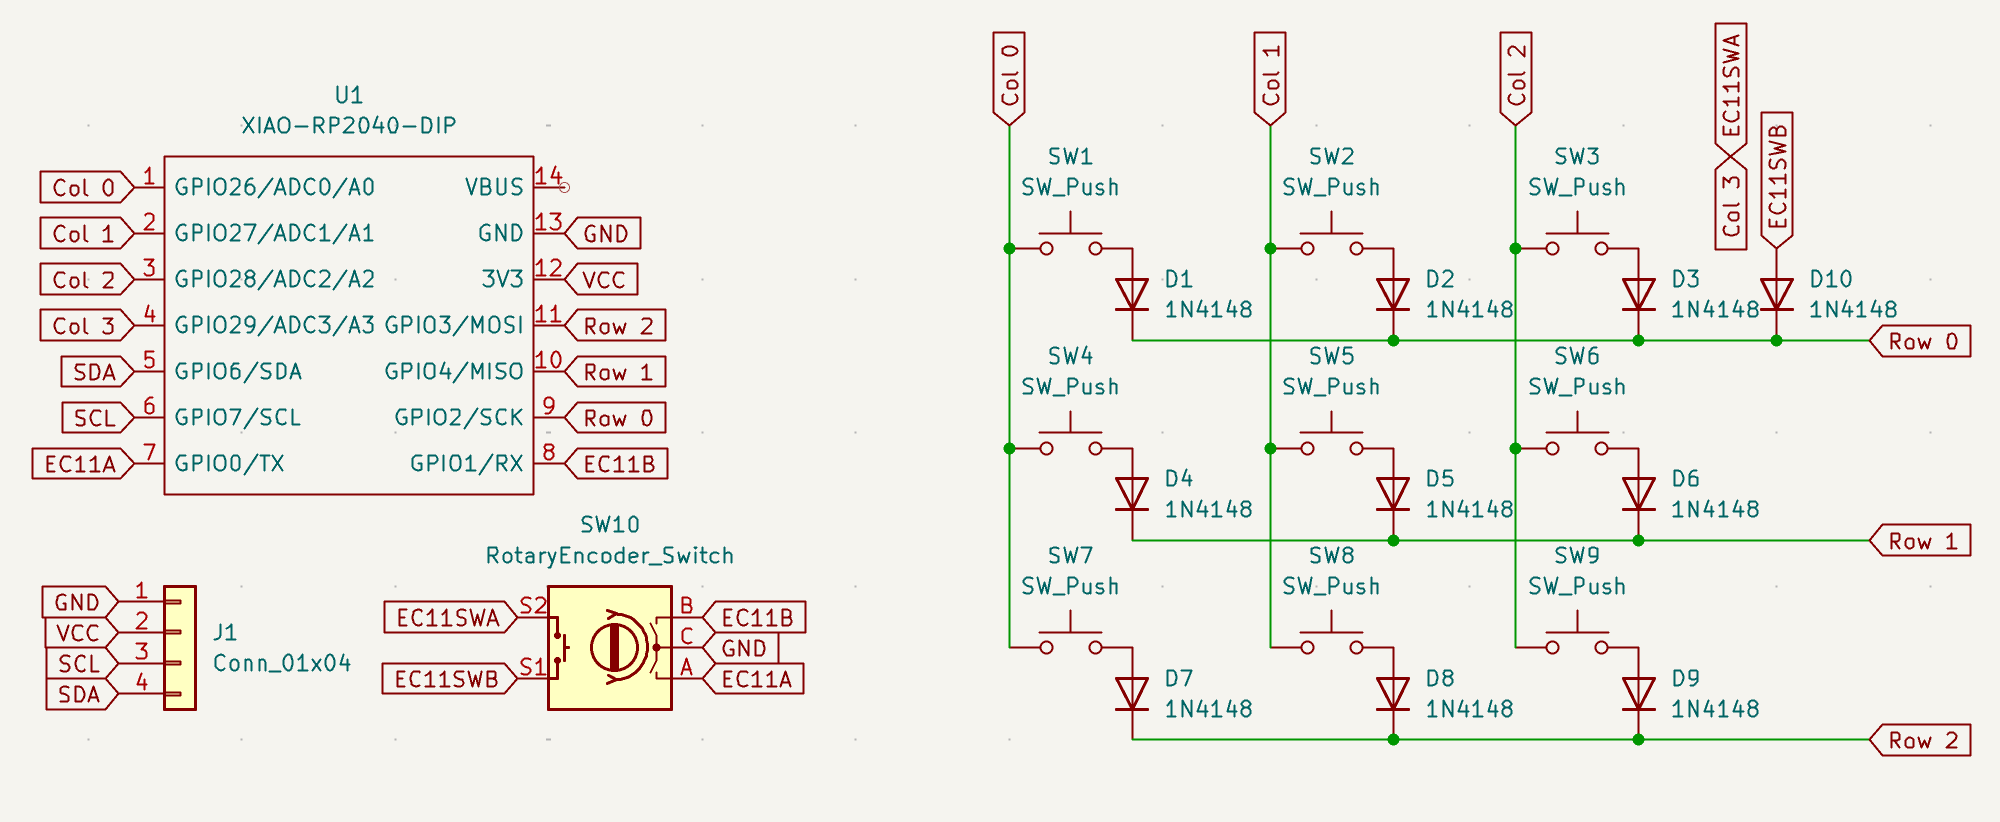 U1
XIAO-RP2040-DIP
Col 0 1 GPIO26/ADC0/A0 VBUS 14
Col 1 2 GPIO27/ADC1/A1 GND 13 GND
Col 2 3 GPIO28/ADC2/A2 3V3 12 VCC
Col 3 4 GPIO29/ADC3/A3 GPIO3/MOSI 11 Row 2
SDA 5 GPIO6/SDA GPIO4/MISO 10 Row 1
SCL 6 GPIO7/SCL GPIO2/SCK 9 Row 0
EC11A 7 GPIO0/TX GPIO1/RX 8 EC11B
GND 1
VCC 2
SCL 3
SDA 4
J1
Conn_01x04
SW10
RotaryEncoder_Switch
EC11SWA S2 B EC11B
C GND
EC11SWB S1 A EC11A
Col 0
Col 1
Col 2
EC11SWA
Col 3
EC11SWB
SW1
SW_Push
SW2
SW_Push
SW3
SW_Push
D1
1N4148
D2
1N4148
D3
1N4148
D10
1N4148
Row 0
SW4
SW_Push
SW5
SW_Push
SW6
SW_Push
D4
1N4148
D5
1N4148
D6
1N4148
Row 1
SW7
SW_Push
SW8
SW_Push
SW9
SW_Push
D7
1N4148
D8
1N4148
D9
1N4148
Row 2